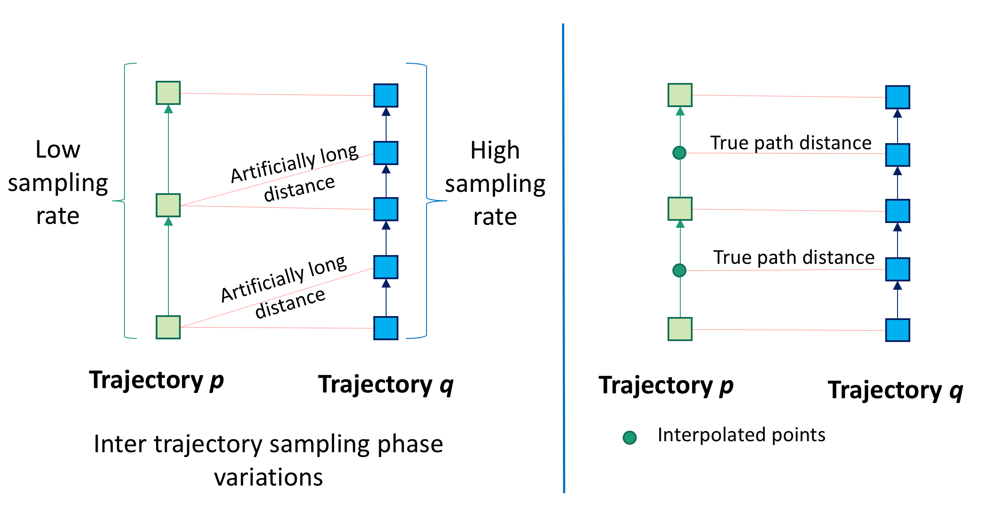 Low
sampling
rate
Artificially long
distance
Artificially long
distance
High
sampling
rate
Trajectory p
Trajectory q
Inter trajectory sampling phase
variations
True path distance
True path distance
Trajectory p
Trajectory q
Interpolated points